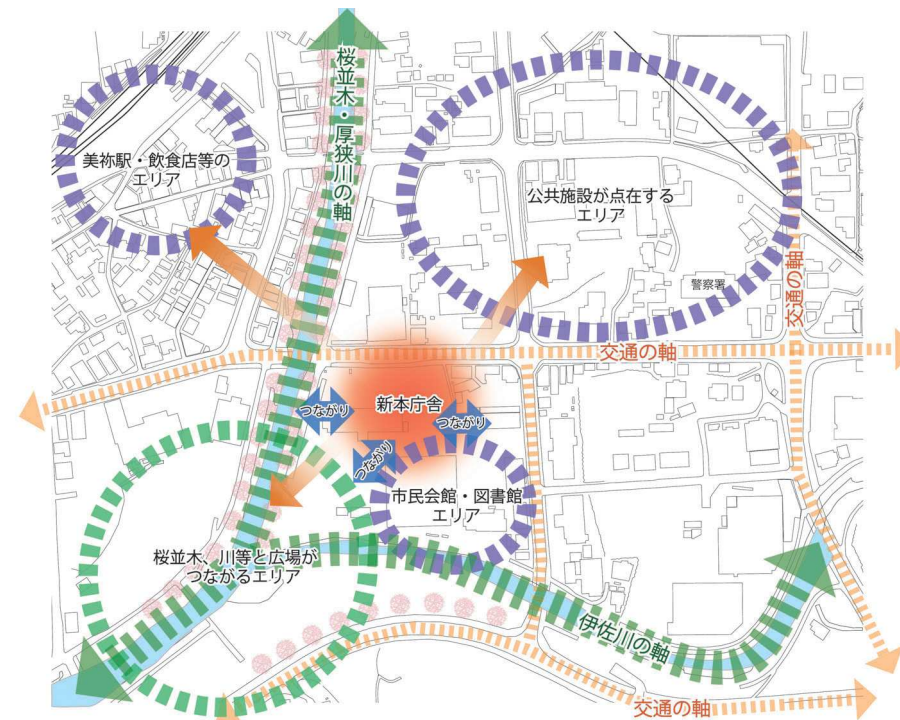 桜並木・厚狭川の軸
美祢駅・飲食店等の
エリア
公共施設が点在する
エリア
警察署
交通の軸
交通の軸
新本庁舎
つながり
つながり
つながり
市民会館・図書館
エリア
桜並木、川等と広場が
つながるエリア
伊佐川の軸
交通の軸